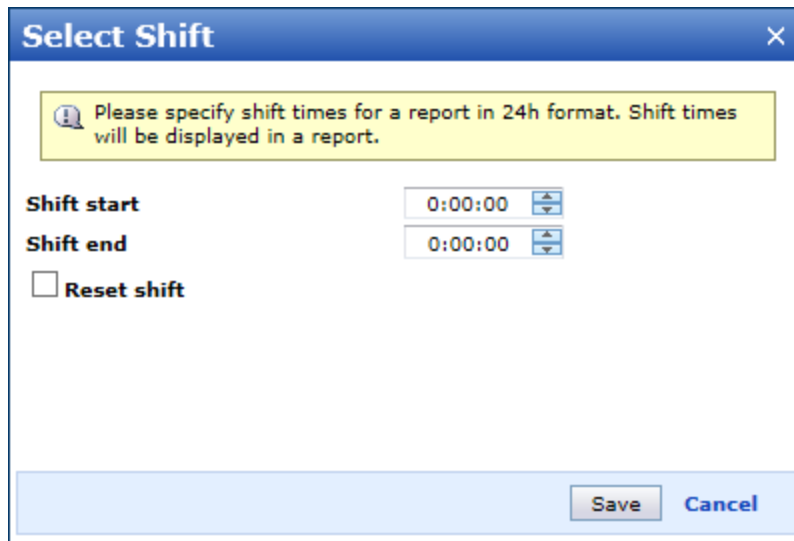 Select Shift
Please specify shift times for a report in 24h format. Shift times
will be displayed in a report.
Shift start 0:00:00
Shift end 0:00:00
Reset shift
Save Cancel